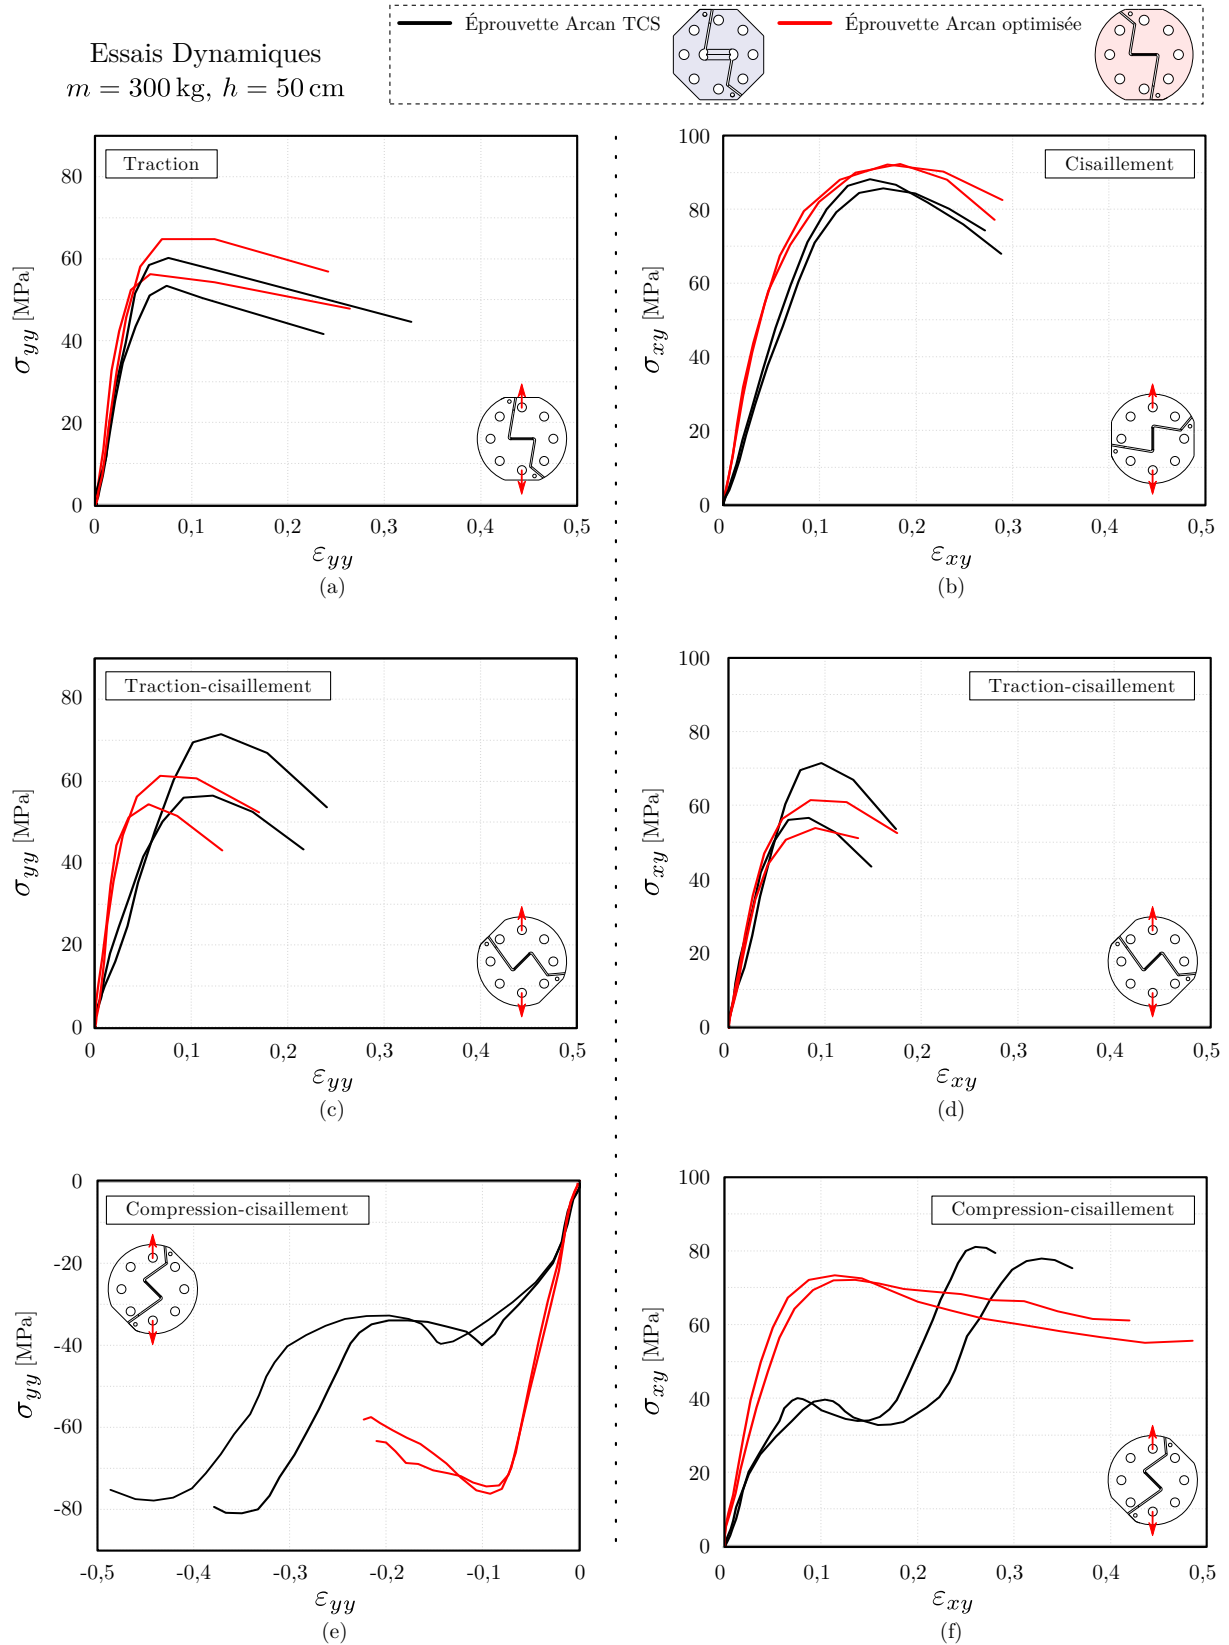 Essais Dynamiques
m = 300 kg, h = 50 cm
Éprouvette Arcan TCS
Éprouvette Arcan optimisée
Traction
σyy [MPa]
80
60
40
20
0
0 0,1 0,2 0,3 0,4 0,5
εyy
(a)
Cisaillement
σxy [MPa]
100
80
60
40
20
0
0 0,1 0,2 0,3 0,4 0,5
εxy
(b)
Traction-cisaillement
σyy [MPa]
80
60
40
20
0
0 0,1 0,2 0,3 0,4 0,5
εyy
(c)
Traction-cisaillement
σxy [MPa]
100
80
60
40
20
0
0 0,1 0,2 0,3 0,4 0,5
εxy
(d)
Compression-cisaillement
σyy [MPa]
0
-20
-40
-60
-80
-0,5 -0,4 -0,3 -0,2 -0,1 0
εyy
(e)
Compression-cisaillement
σxy [MPa]
100
80
60
40
20
0
0 0,1 0,2 0,3 0,4 0,5
εxy
(f)